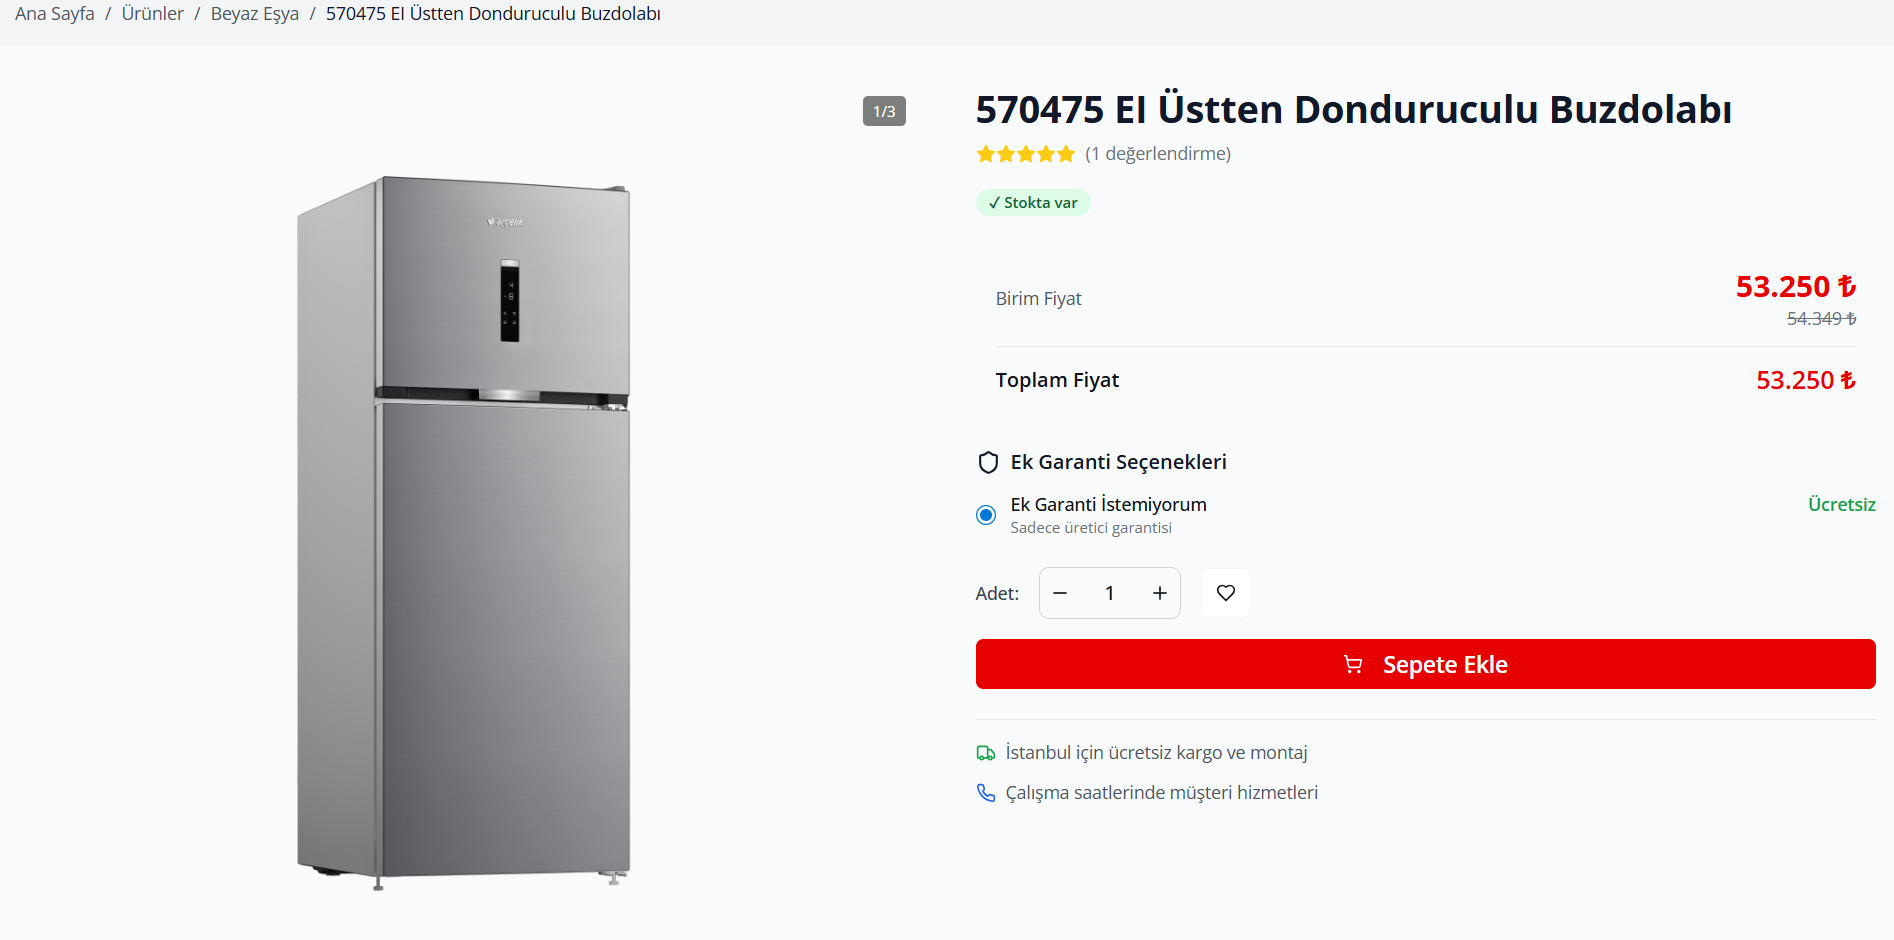 Ana Sayfa / Ürünler / Beyaz Eşya / 570475 EI Üstten Donduruculu Buzdolabı
1/3
arçelik
570475 EI Üstten Donduruculu Buzdolabı
(1 değerlendirme)
✓ Stokta var
Birim Fiyat
53.250 ₺
54.349 ₺
Toplam Fiyat
53.250 ₺
Ek Garanti Seçenekleri
Ek Garanti İstemiyorum
Ücretsiz
Sadece üretici garantisi
Adet:
1
Sepete Ekle
İstanbul için ücretsiz kargo ve montaj
Çalışma saatlerinde müşteri hizmetleri